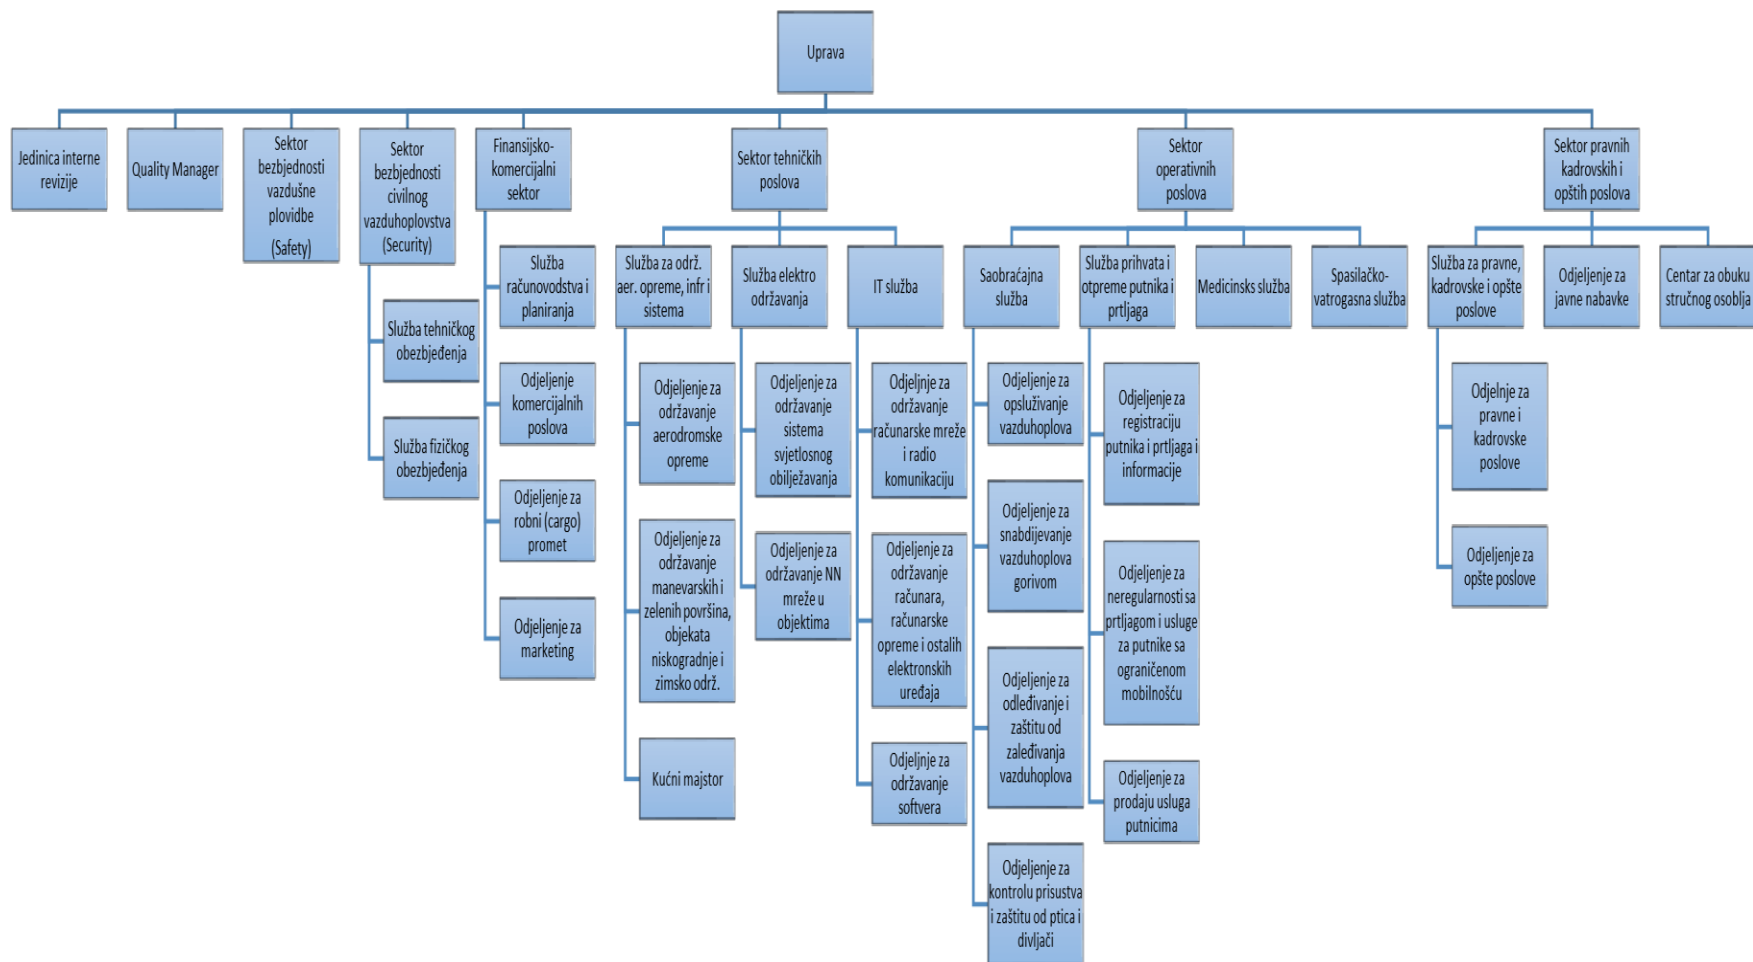 Uprava
Jedinica interne
revizije
Quality Manager
Sektor
bezbjednosti
vazdušne
plovidbe
(Safety)
Sektor
bezbjednosti
civilnog
vazduhoplovstva
(Security)
Finansijsko-
komercijalni
sektor
Sektor tehničkih
poslova
Sektor
operativnih
poslova
Sektor pravnih
kadrovskih i
opštih poslova
Služba tehničkog
obezbjeđenja
Služba fizičkog
obezbjeđenja
Služba
računovodstva i
planiranja
Odjeljenje
komercijalnih
poslova
Odjeljenje za
robni (cargo)
promet
Odjeljenje za
marketing
Služba za održ.
aer. opreme, infr i
sistema
Odjeljenje za
održavanje
aerodromske
opreme
Odjeljenje za
održavanje
manevarskih i
zelenih površina,
objekata
niskogradnje i
zimsko održ.
Kućni majstor
Služba elektro
održavanja
Odjeljenje za
održavanje
sistema
svjetlosnog
obilježavanja
Odjeljenje za
održavanje NN
mreže u
objektima
IT služba
Odjeljnje za
održavanje
računarske mreže
i radio
komunikaciju
Odjeljenje za
održavanje
računara,
računarske
opreme i ostalih
elektronskih
uređaja
Odjeljnje za
održavanje
softvera
Saobraćajna
služba
Odjeljenje za
opsluživanje
vazduhoplova
Odjeljenje za
snabdijevanje
vazduhoplova
gorivom
Odjeljenje za
odleđivanje i
zaštitu od
zaleđivanja
vazduhoplova
Odjeljenje za
kontrolu prisustva
i zaštitu od ptica i
divljači
Služba prihvata i
otpreme putnika i
prtljaga
Odjeljenje za
registraciju
putnika i prtljaga i
informacije
Odjeljenje za
neregularnosti sa
prtljagom i usluge
za putnike sa
ograničenom
mobilnošću
Odjeljenje za
prodaju usluga
putnicima
Medicinsks služba
Spasilačko-
vatrogasna služba
Služba za pravne,
kadrovske i opšte
poslove
Odjelnje za
pravne i
kadrovske
poslove
Odjeljenje za
opšte poslove
Odjeljenje za
javne nabavke
Centar za obuku
stručnog osoblja